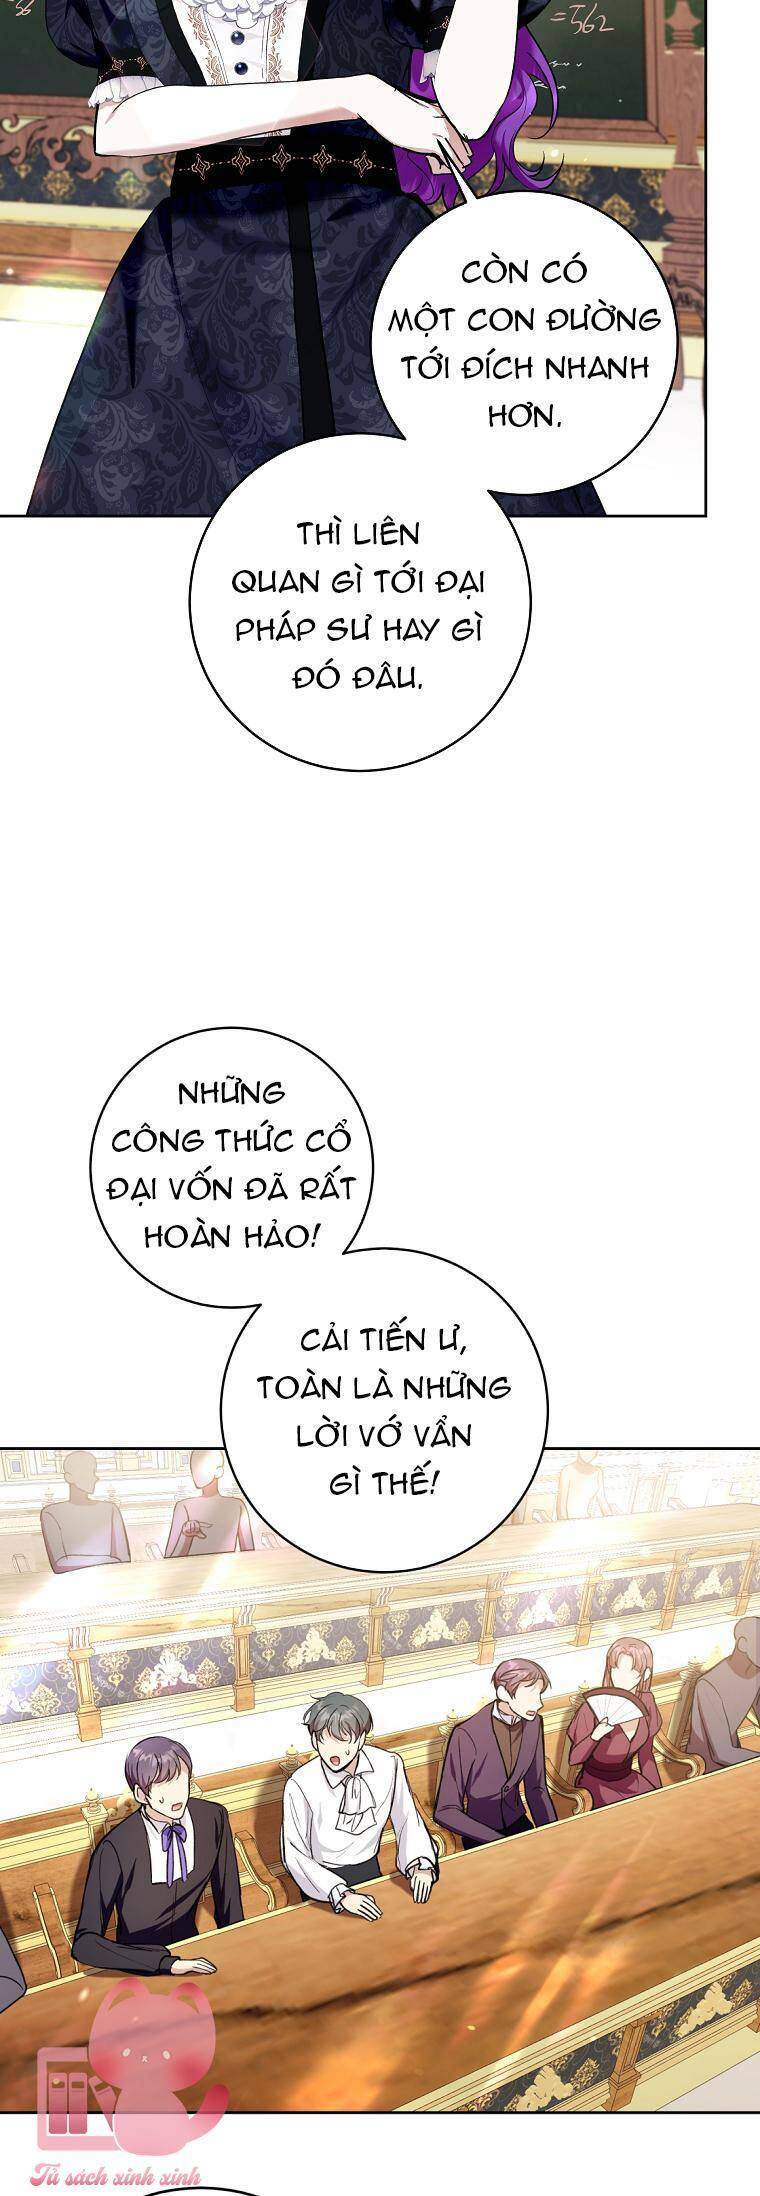 56
=562
CÒN CÓ
MỘT CON ĐƯỜNG
TỚI ĐÍCH NHANH
HƠN.
THÌ LIÊN
QUAN GÌ TỚI ĐẠI
PHÁP SƯ HAY GÌ
ĐÓ ĐÂU.
NHỮNG
CÔNG THỨC CỔ
ĐẠI VỐN ĐÃ RẤT
HOÀN HẢO!
CẢI TIẾN Ư,
TOÀN LÀ NHỮNG
LỜI VỚ VẨN
GÌ THẾ!
Tủ sách xinh xinh